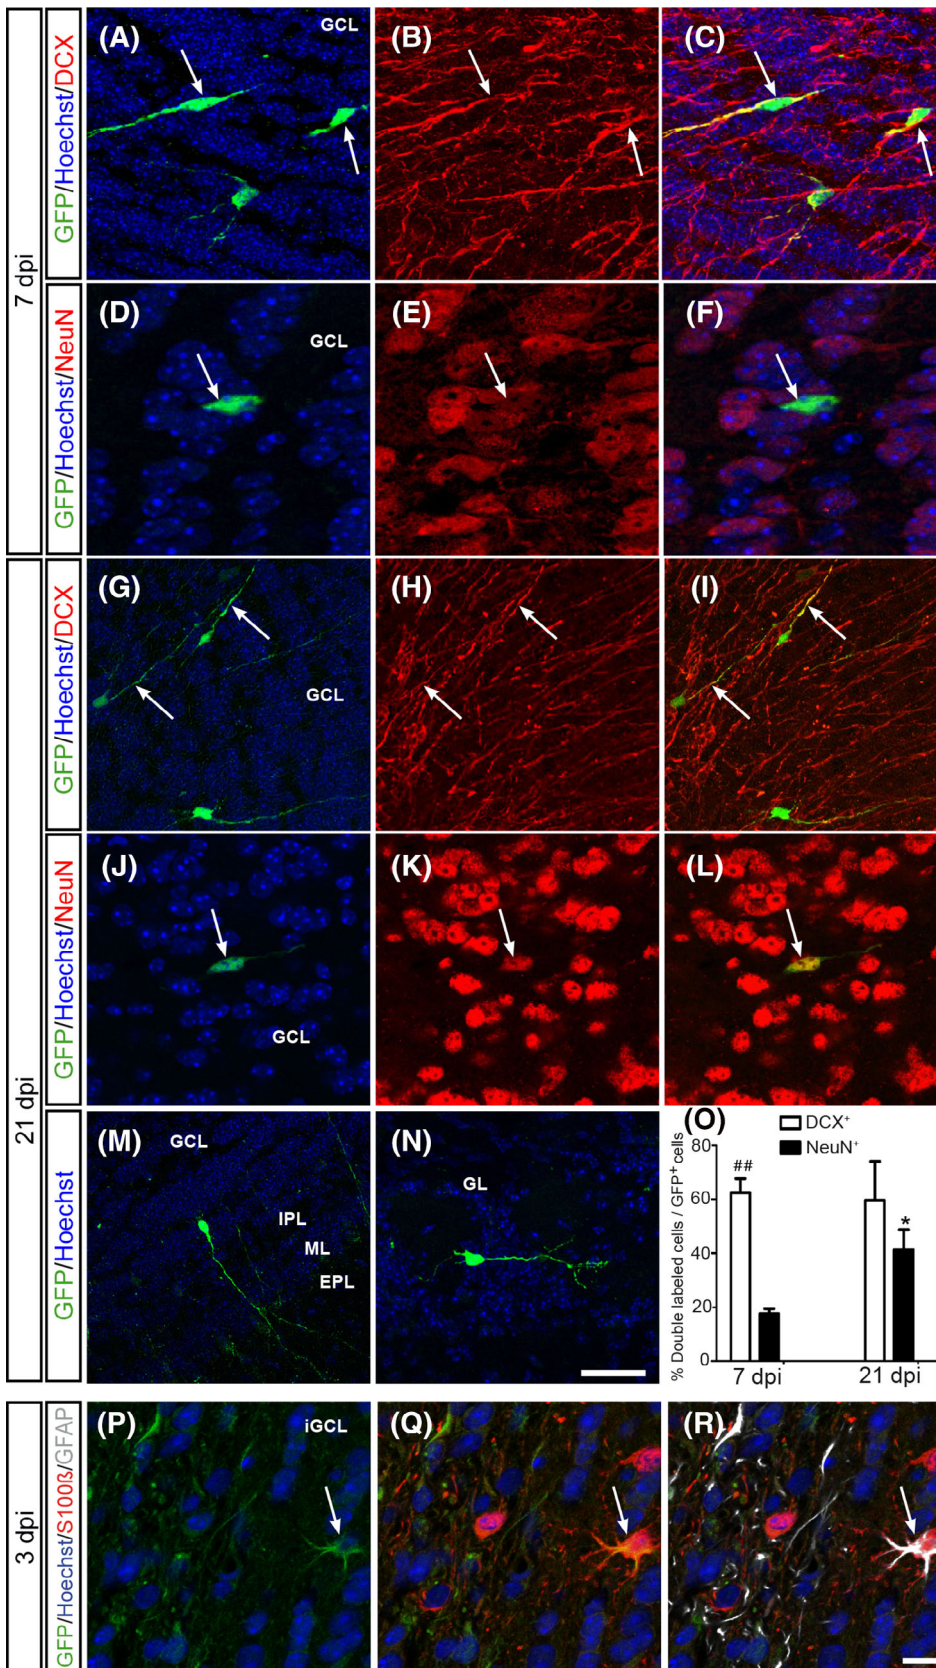 7 dpi
GFP/Hoechst/DCX
(A)
GCL
(B)
(C)
GFP/Hoechst/NeuN
(D)
GCL
(E)
(F)
21 dpi
GFP/Hoechst/DCX
(G)
GCL
(H)
(I)
GFP/Hoechst/NeuN
(J)
GCL
(K)
(L)
GFP/Hoechst
(M)
GCL
IPL
ML
EPL
(N)
GL
(O)
DCX+
NeuN+
% Double labeled cells / GFP+ cells
80
60
40
20
0
##
*
7 dpi
21 dpi
3 dpi
GFP/Hoechst/S100ß/GFAP
(P)
iGCL
(Q)
(R)